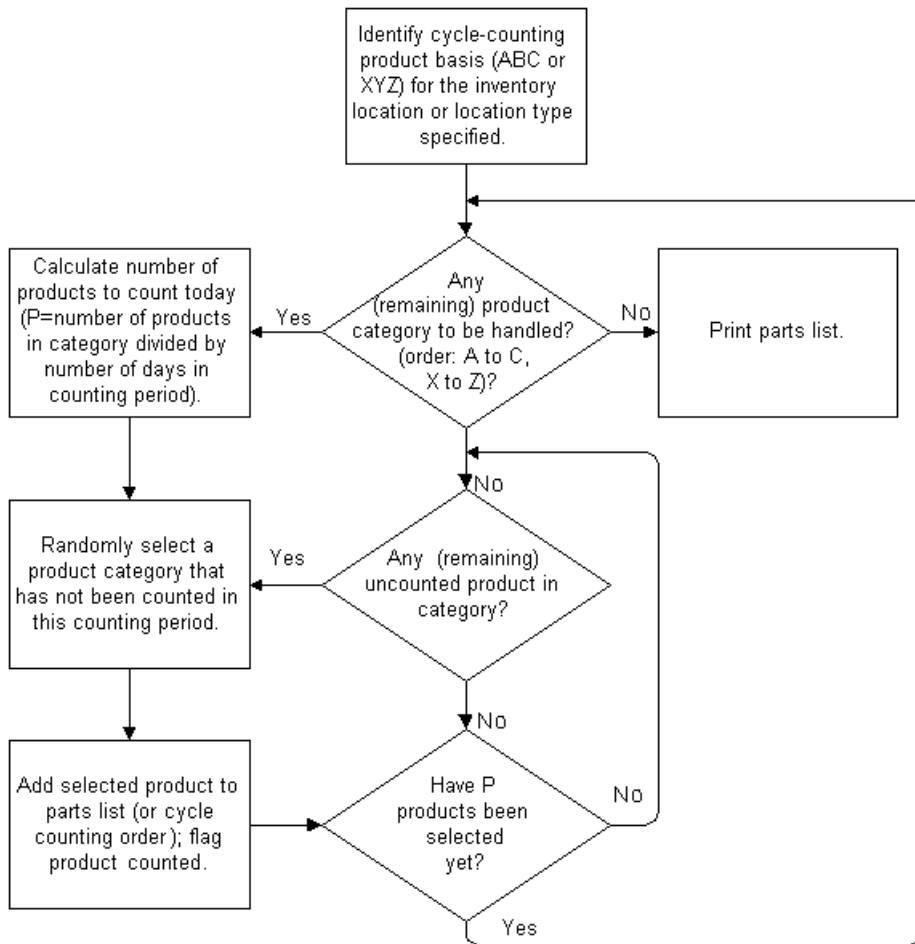 Identify cycle-counting
product basis (ABC or
XYZ) for the inventory
location or location type
specified.
Calculate number of
products to count today
(P=number of products
in category divided by
number of days in
counting period).
Yes
Any
(remaining) product
category to be handled?
(order: A to C,
X to Z)?
No
Print parts list.
No
Randomly select a
product category that
has not been counted in
this counting period.
Yes
Any (remaining)
uncounted product in
category?
No
Add selected product to
parts list (or cycle
counting order); flag
product counted.
Have P
products been
selected
yet?
No
Yes